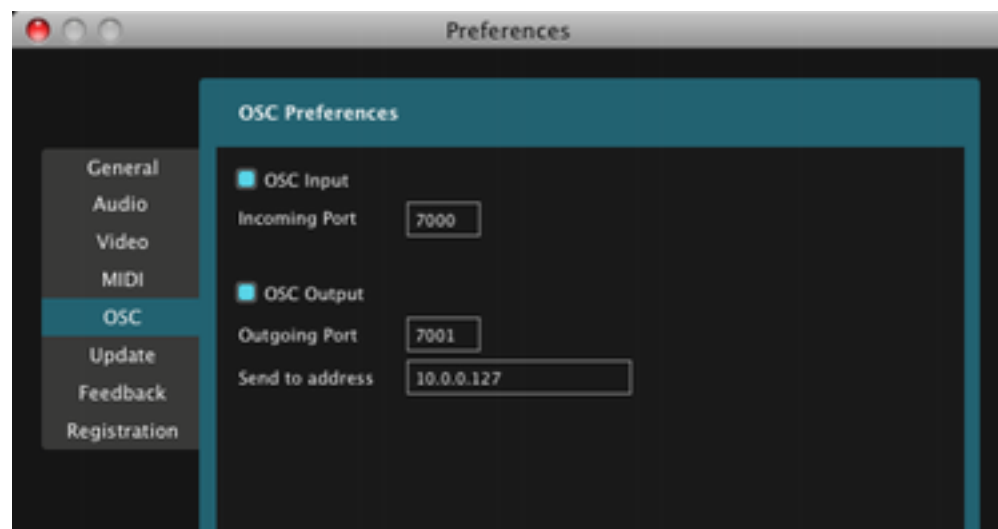 Preferences
OSC Preferences
General
Audio
Video
MIDI
OSC
Update
Feedback
Registration
OSC Input
Incoming Port 7000
OSC Output
Outgoing Port 7001
Send to address 10.0.0.127